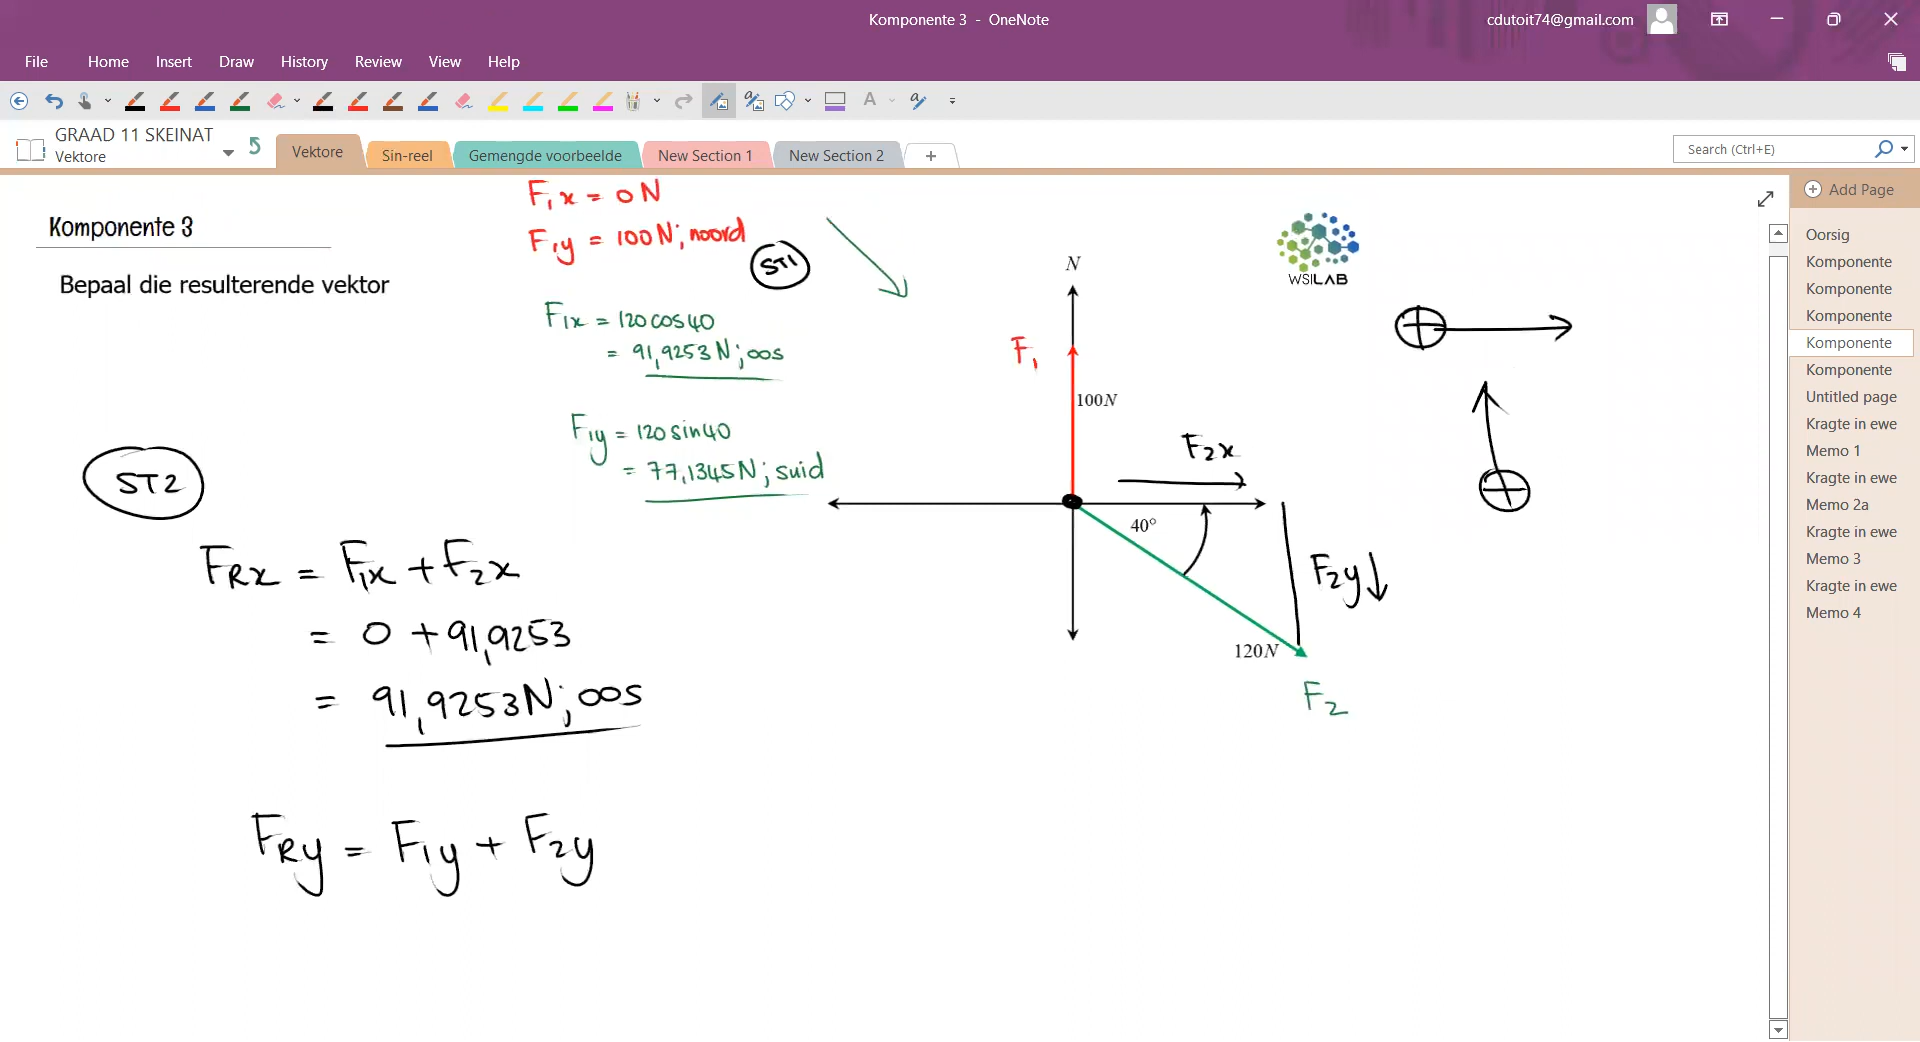 Komponente 3 - OneNote
cdutoit74@gmail.com
File Home Insert Draw History Review View Help
GRAAD 11 SKEINAT
Vektore
Vektore Sin-reel Gemengde voorbeelde New Section 1 New Section 2 +
Search (Ctrl+E)
Add Page
Oorsig
Komponente
Komponente
Komponente
Komponente
Komponente
Untitled page
Kragte in ewe
Memo 1
Kragte in ewe
Memo 2a
Kragte in ewe
Memo 3
Kragte in ewe
Memo 4
Komponente 3
Bepaal die resulterende vektor
F₁x = 0 N
F₁y = 100 N; noord
ST1
F₁x = 120 cos 40
= 91,9253 N; oos
F₁y = 120 sin 40
= 77,1345 N; suid
WSILAB
N
F₁
100N
F₂x
40°
F₂y
120N
F₂
ST2
FRx = F₁x + F₂x
= 0 + 91,9253
= 91,9253 N; oos
FRy = F₁y + F₂y